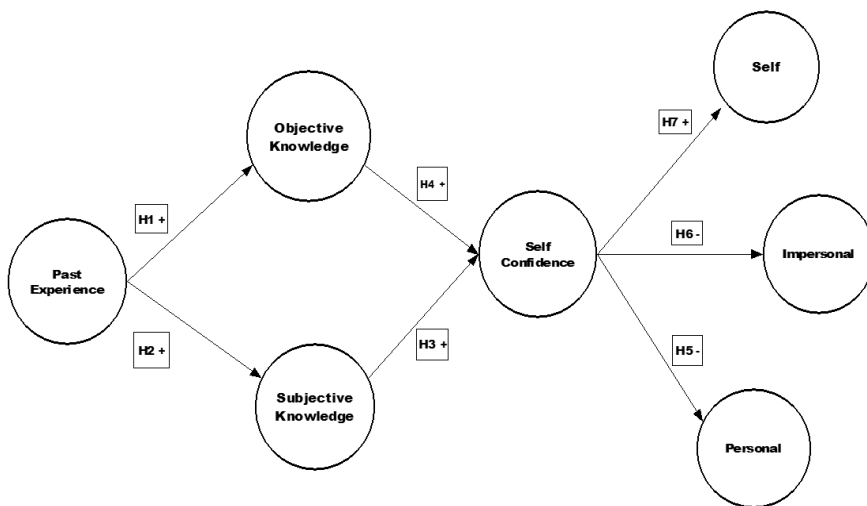 Self
H7 +
Objective
Knowledge
H4 +
H1 +
Self
Confidence
H6 -
Impersonal
Past
Experience
H2 +
H3 +
H5 -
Subjective
Knowledge
Personal